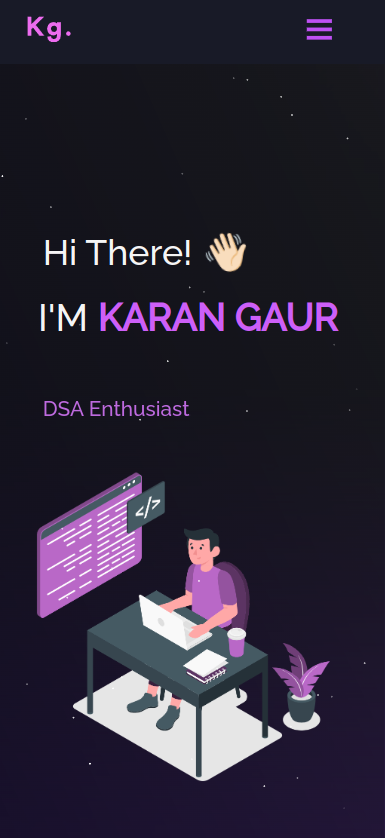 Kg.
Hi There! 👋🏻
I'M KARAN GAUR
DSA Enthusiast
</>